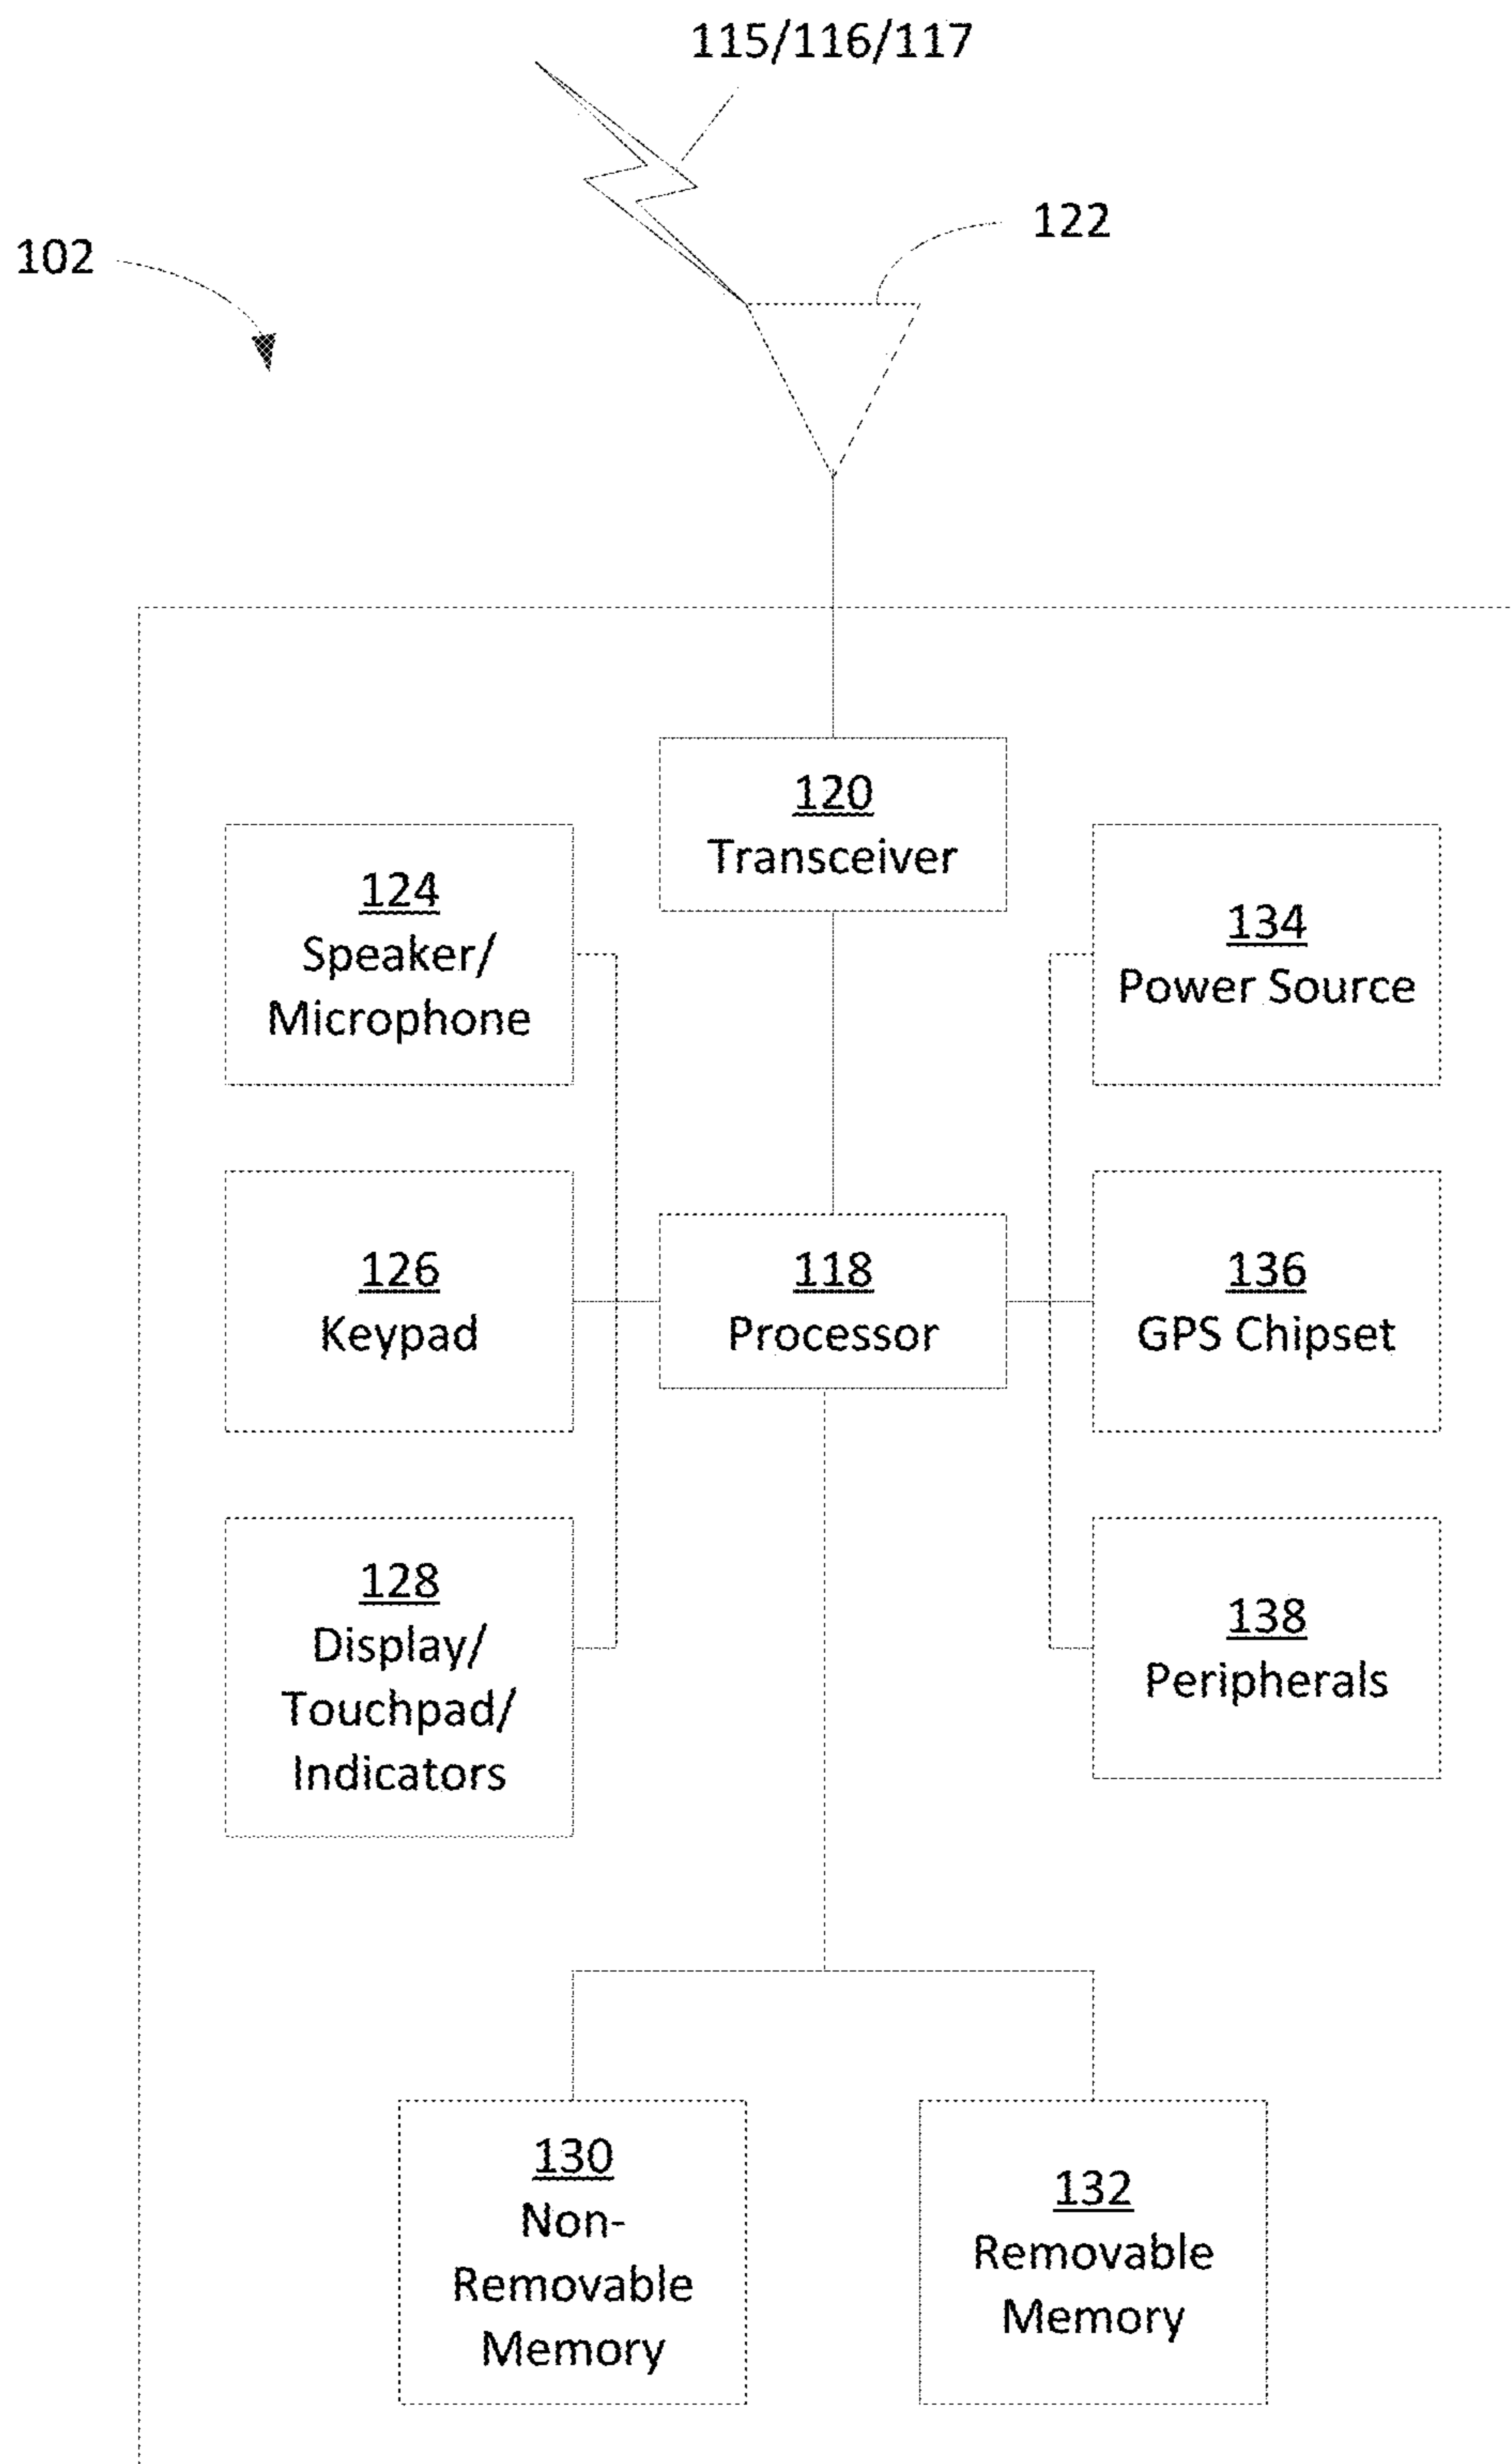 115/116/117
122
102
120
Transceiver
124
Speaker/
Microphone
134
Power Source
126
Keypad
118
Processor
136
GPS Chipset
128
Display/
Touchpad/
Indicators
138
Peripherals
130
Non-
Removable
Memory
132
Removable
Memory